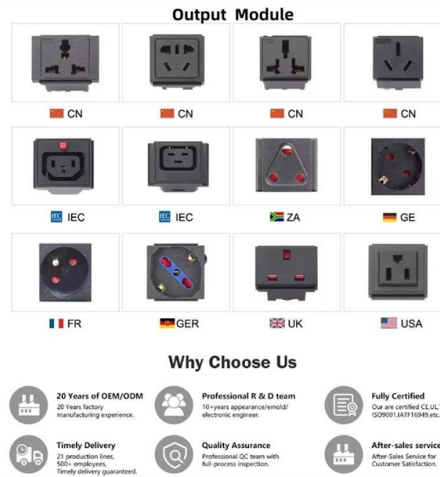 Output Module
CN
CN
CN
CN
IEC IEC
IEC IEC
ZA
GE
FR
GER
UK
USA
Why Choose Us
20 Years of OEM/ODM
20 Years factory
manufacturing experience.
Professional R & D team
10+years appearance/emold/
electronic engineer.
Fully Certified
Our are certified CE,UL
ISO9001,IATF16949,etc.
Timely Delivery
21 production lines,
500+ employees,
Timely delivery guaranteed.
Quality Assurance
Professional QC team with
full-process inspection.
After-sales service
After-Sales Service for
Customer Satisfaction.